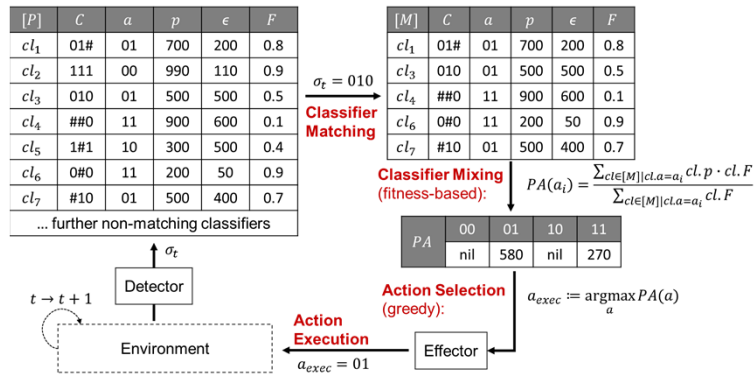 [P] C a p ϵ F
cl₁ 01# 01 700 200 0.8
cl₂ 111 00 990 110 0.9
cl₃ 010 01 500 500 0.5
cl₄ ##0 11 900 600 0.1
cl₅ 1#1 10 300 500 0.4
cl₆ 0#0 11 200 50 0.9
cl₇ #10 01 500 400 0.7
... further non-matching classifiers
σₜ = 010
Classifier
Matching
[M] C a p ϵ F
cl₁ 01# 01 700 200 0.8
cl₃ 010 01 500 500 0.5
cl₄ ##0 11 900 600 0.1
cl₆ 0#0 11 200 50 0.9
cl₇ #10 01 500 400 0.7
Classifier Mixing
(fitness-based):
PA(aᵢ) = ∑cl∈[M]|cl.a=aᵢ cl.p · cl.F / ∑cl∈[M]|cl.a=aᵢ cl.F
PA 00 01 10 11
nil 580 nil 270
Action Selection
(greedy):
a_exec ≔ argmax PA(a)
a
Effector
Action
Execution
a_exec = 01
Environment
t → t + 1
Detector
σₜ